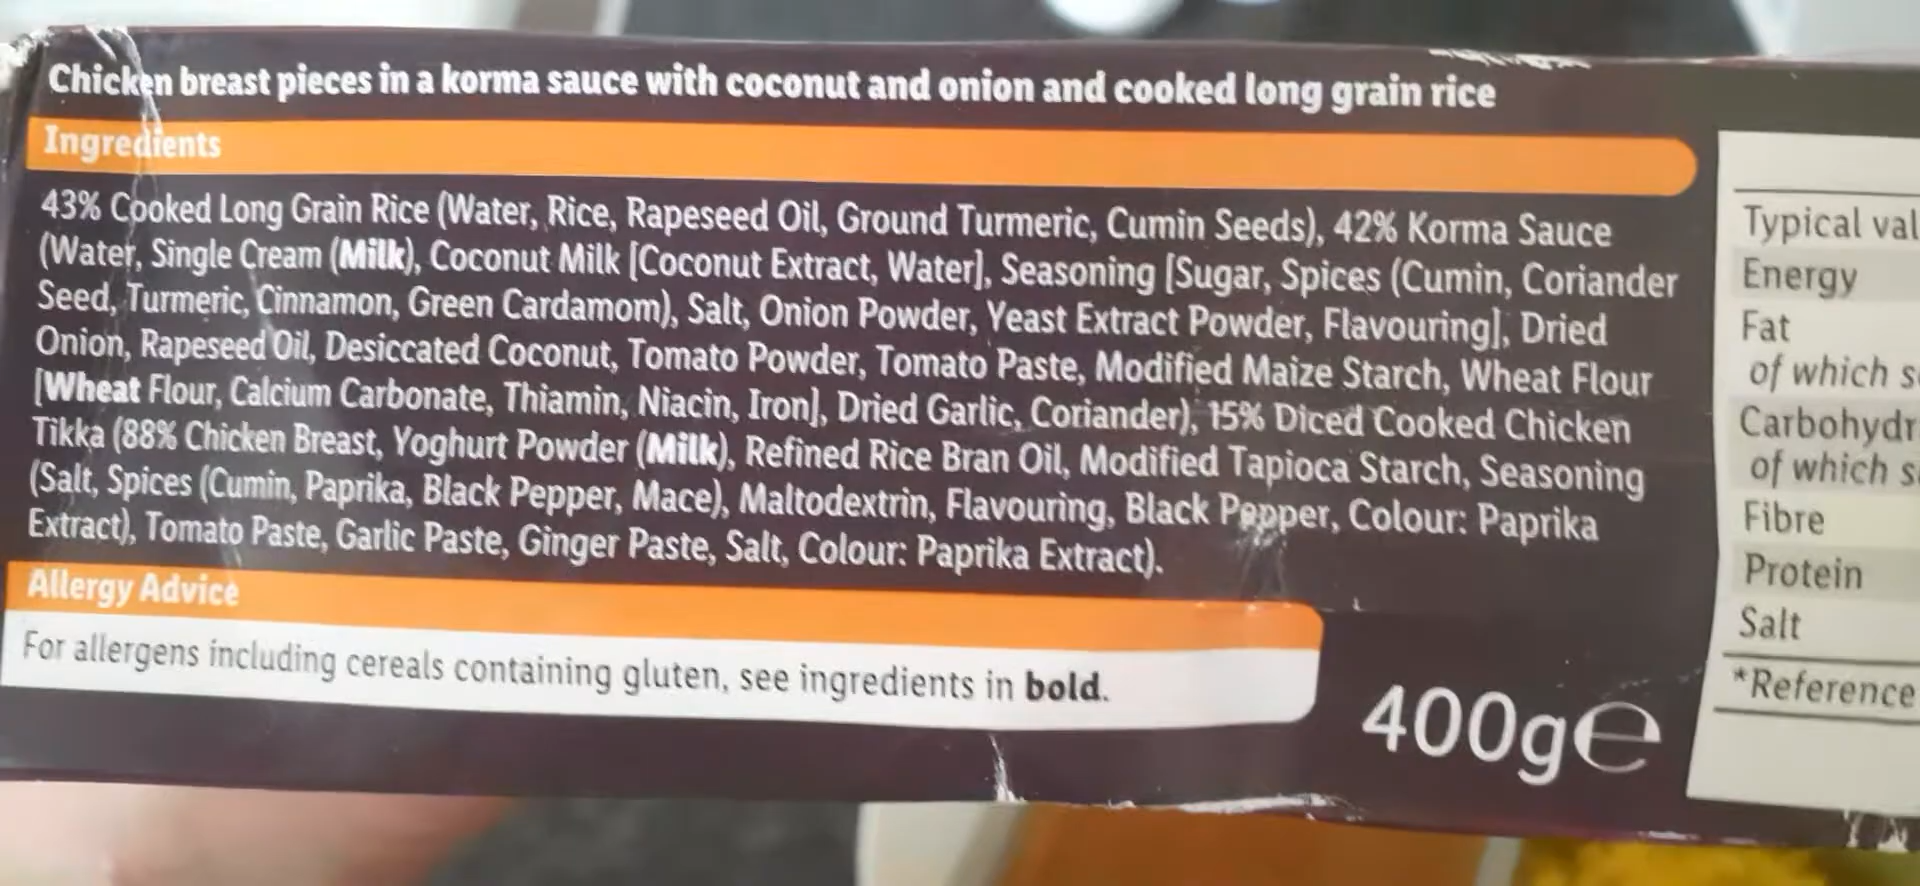 Chicken breast pieces in a korma sauce with coconut and onion and cooked long grain rice
Ingredients
43% Cooked Long Grain Rice (Water, Rice, Rapeseed Oil, Ground Turmeric, Cumin Seeds), 42% Korma Sauce
(Water, Single Cream (Milk), Coconut Milk [Coconut Extract, Water], Seasoning [Sugar, Spices (Cumin, Coriander
Seed, Turmeric, Cinnamon, Green Cardamom), Salt, Onion Powder, Yeast Extract Powder, Flavouring], Dried
Onion, Rapeseed Oil, Desiccated Coconut, Tomato Powder, Tomato Paste, Modified Maize Starch, Wheat Flour
[Wheat Flour, Calcium Carbonate, Thiamin, Niacin, Iron], Dried Garlic, Coriander), 15% Diced Cooked Chicken
Tikka (88% Chicken Breast, Yoghurt Powder (Milk), Refined Rice Bran Oil, Modified Tapioca Starch, Seasoning
(Salt, Spices (Cumin, Paprika, Black Pepper, Mace), Maltodextrin, Flavouring, Black Pepper, Colour: Paprika
Extract), Tomato Paste, Garlic Paste, Ginger Paste, Salt, Colour: Paprika Extract).
Allergy Advice
For allergens including cereals containing gluten, see ingredients in bold.
400g℮
Typical val
Energy
Fat
of which s
Carbohydr
of which s
Fibre
Protein
Salt
*Reference